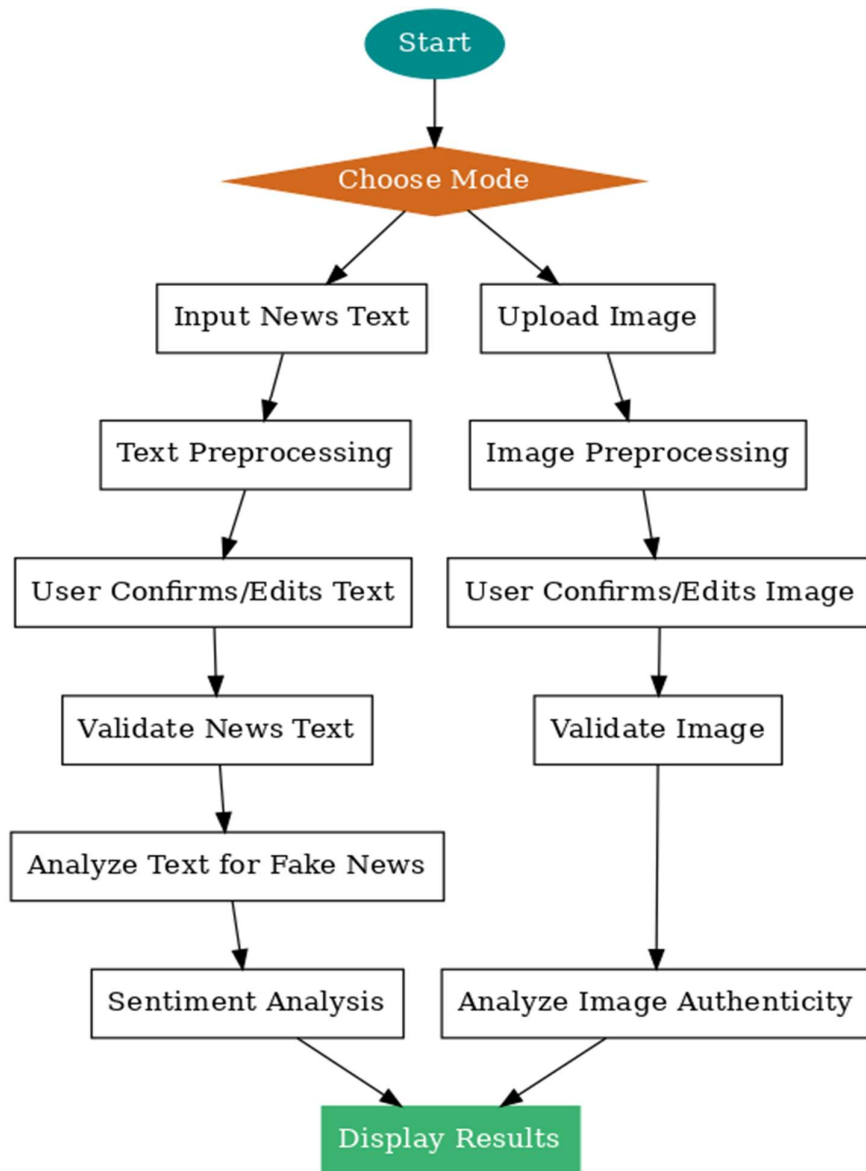 Start
Choose Mode
Input News Text
Upload Image
Text Preprocessing
Image Preprocessing
User Confirms/Edits Text
User Confirms/Edits Image
Validate News Text
Validate Image
Analyze Text for Fake News
Sentiment Analysis
Analyze Image Authenticity
Display Results